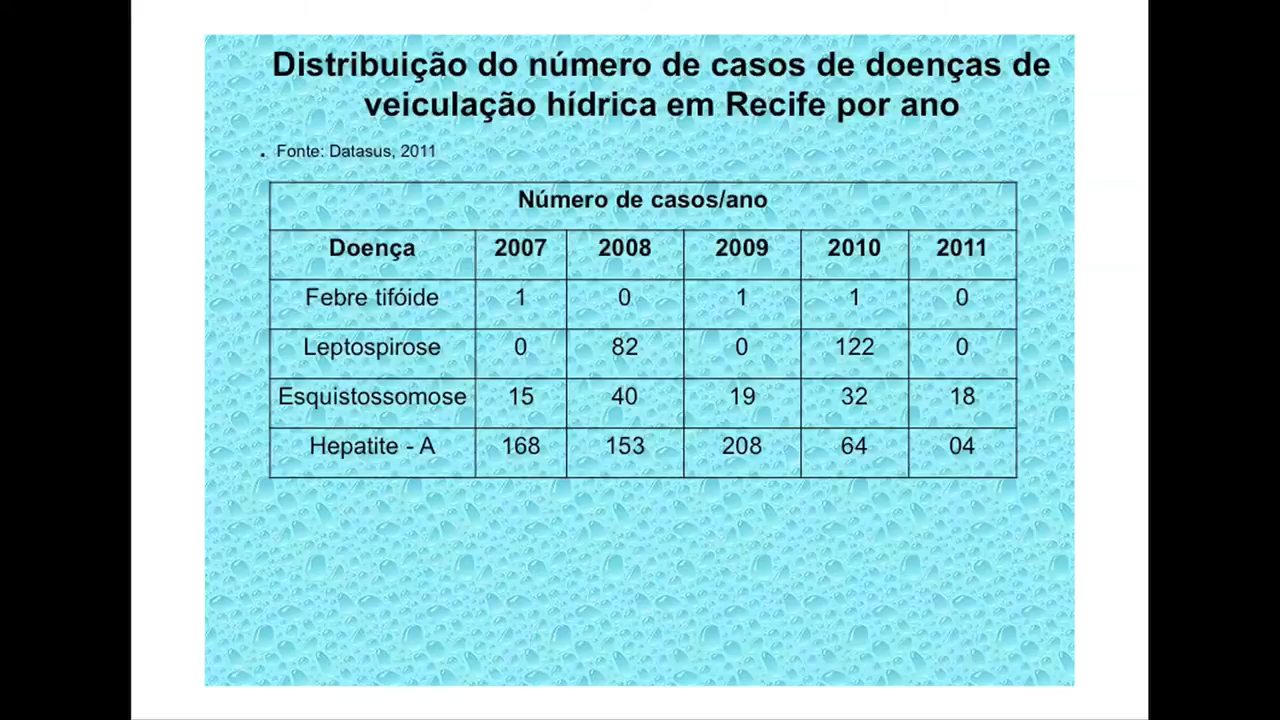 Distribuição do número de casos de doenças de
veiculação hídrica em Recife por ano
. Fonte: Datasus, 2011
Número de casos/ano
Doença 2007 2008 2009 2010 2011
Febre tifóide 1 0 1 1 0
Leptospirose 0 82 0 122 0
Esquistossomose 15 40 19 32 18
Hepatite - A 168 153 208 64 04